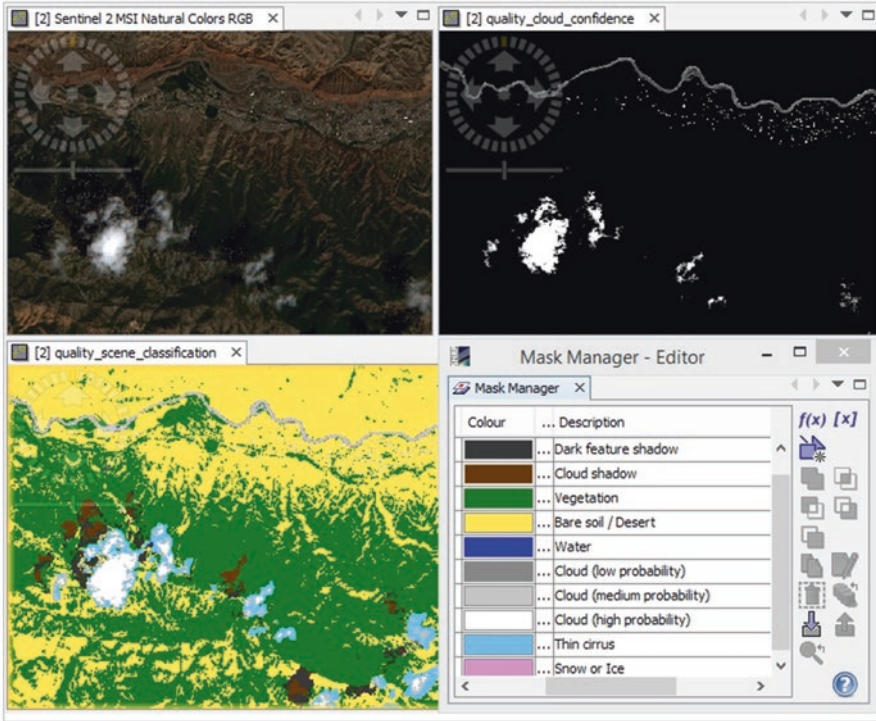 [2] Sentinel 2 MSI Natural Colors RGB
[2] quality_cloud_confidence
[2] quality_scene_classification
Mask Manager - Editor
Mask Manager
f(x) [x]
Colour ... Description
... Dark feature shadow
... Cloud shadow
... Vegetation
... Bare soil / Desert
... Water
... Cloud (low probability)
... Cloud (medium probability)
... Cloud (high probability)
... Thin cirrus
... Snow or Ice